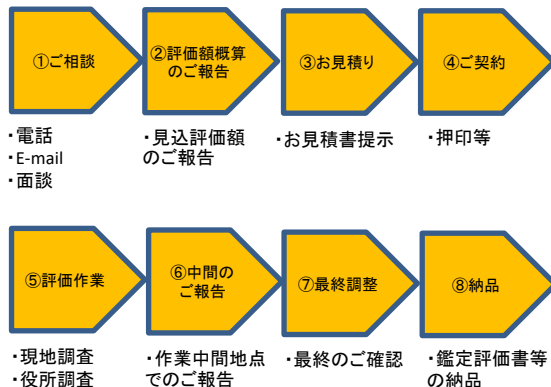 ①ご相談
②評価額概算
のご報告
③お見積り
④ご契約
・電話
・E-mail
・面談
・見込評価額
のご報告
・お見積書提示
・押印等
⑤評価作業
⑥中間の
ご報告
⑦最終調整
⑧納品
・現地調査
・役所調査
・作業中間地点
でのご報告
・最終のご確認
・鑑定評価書等
の納品